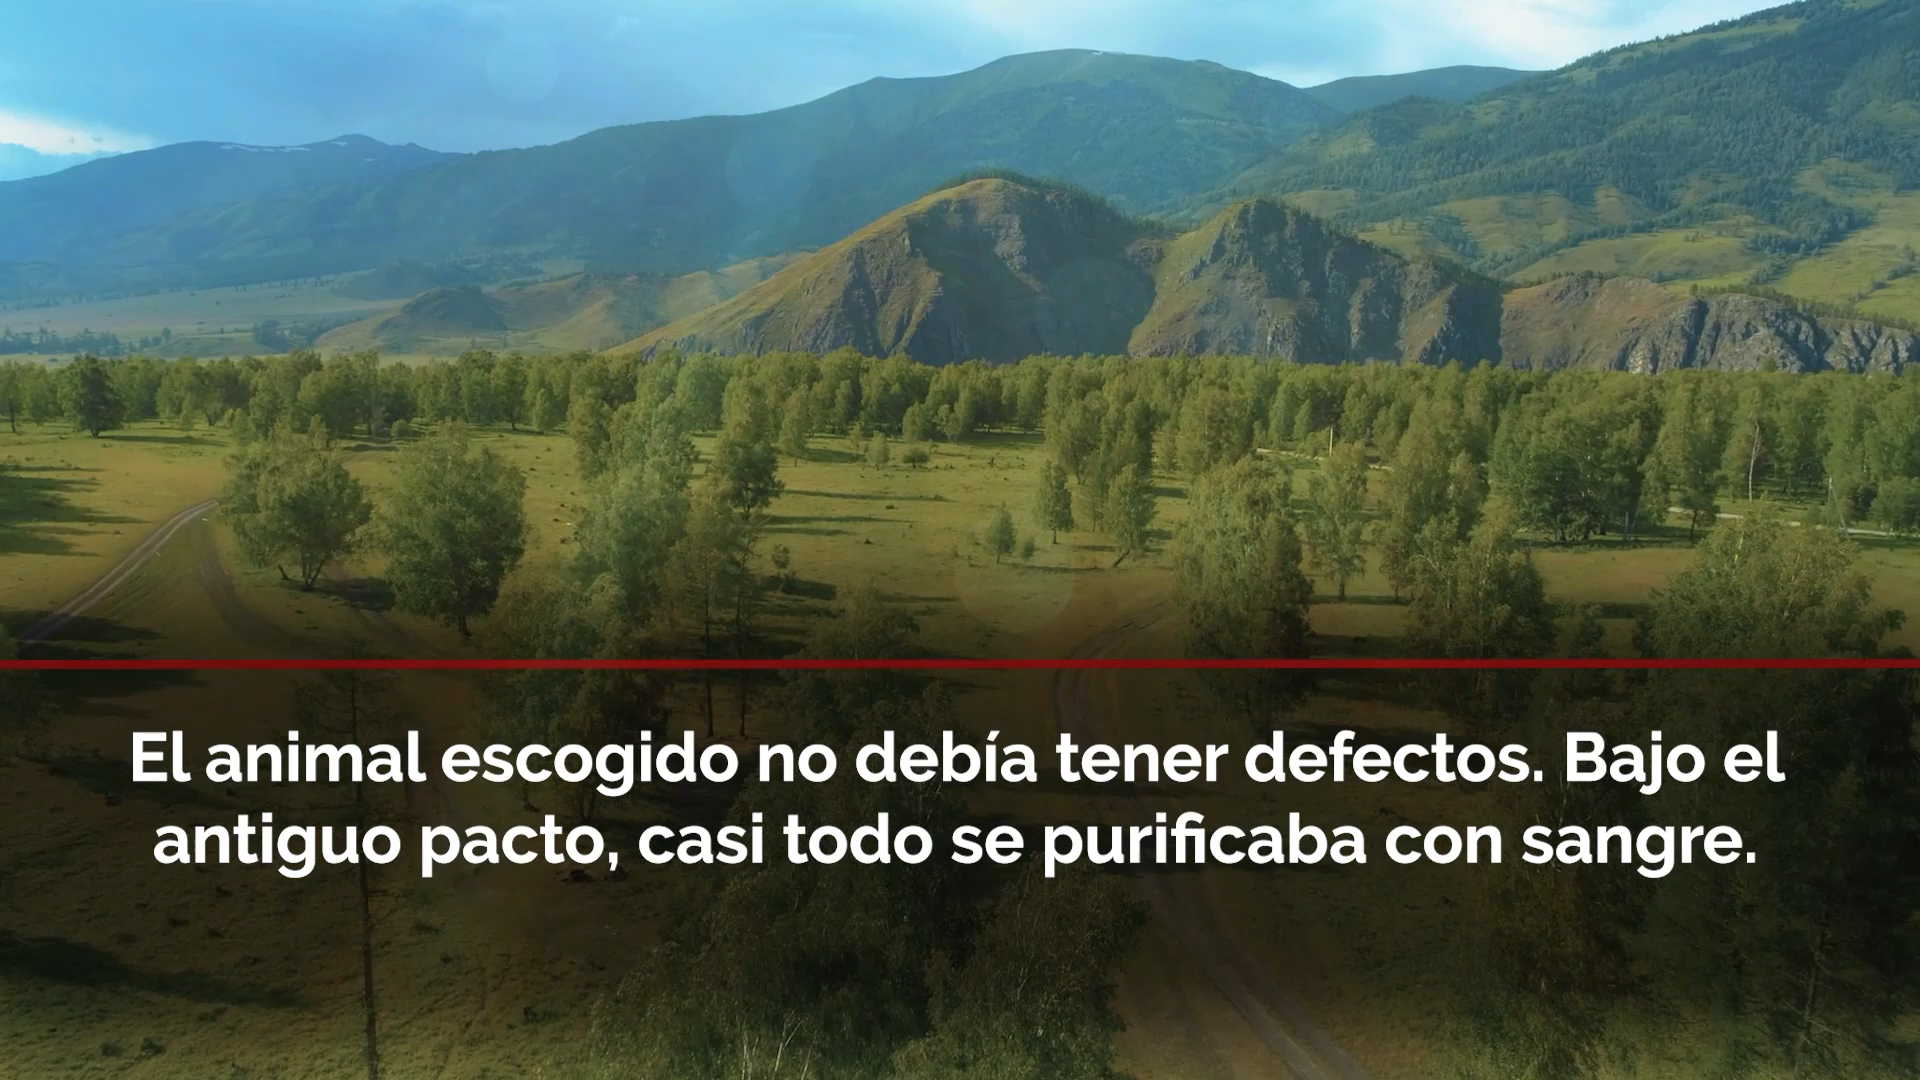 El animal escogido no debía tener defectos. Bajo el
antiguo pacto, casi todo se purificaba con sangre.